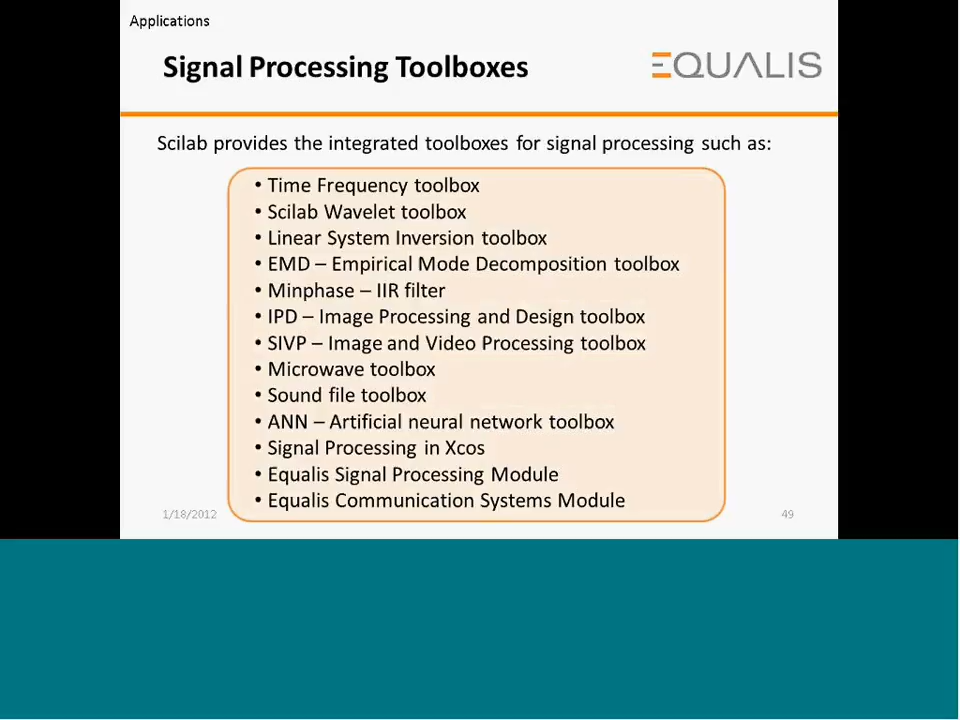 Applications
Signal Processing Toolboxes
EQUALIS
Scilab provides the integrated toolboxes for signal processing such as:
• Time Frequency toolbox
• Scilab Wavelet toolbox
• Linear System Inversion toolbox
• EMD – Empirical Mode Decomposition toolbox
• Minphase – IIR filter
• IPD – Image Processing and Design toolbox
• SIVP – Image and Video Processing toolbox
• Microwave toolbox
• Sound file toolbox
• ANN – Artificial neural network toolbox
• Signal Processing in Xcos
• Equalis Signal Processing Module
• Equalis Communication Systems Module
1/18/2012
49